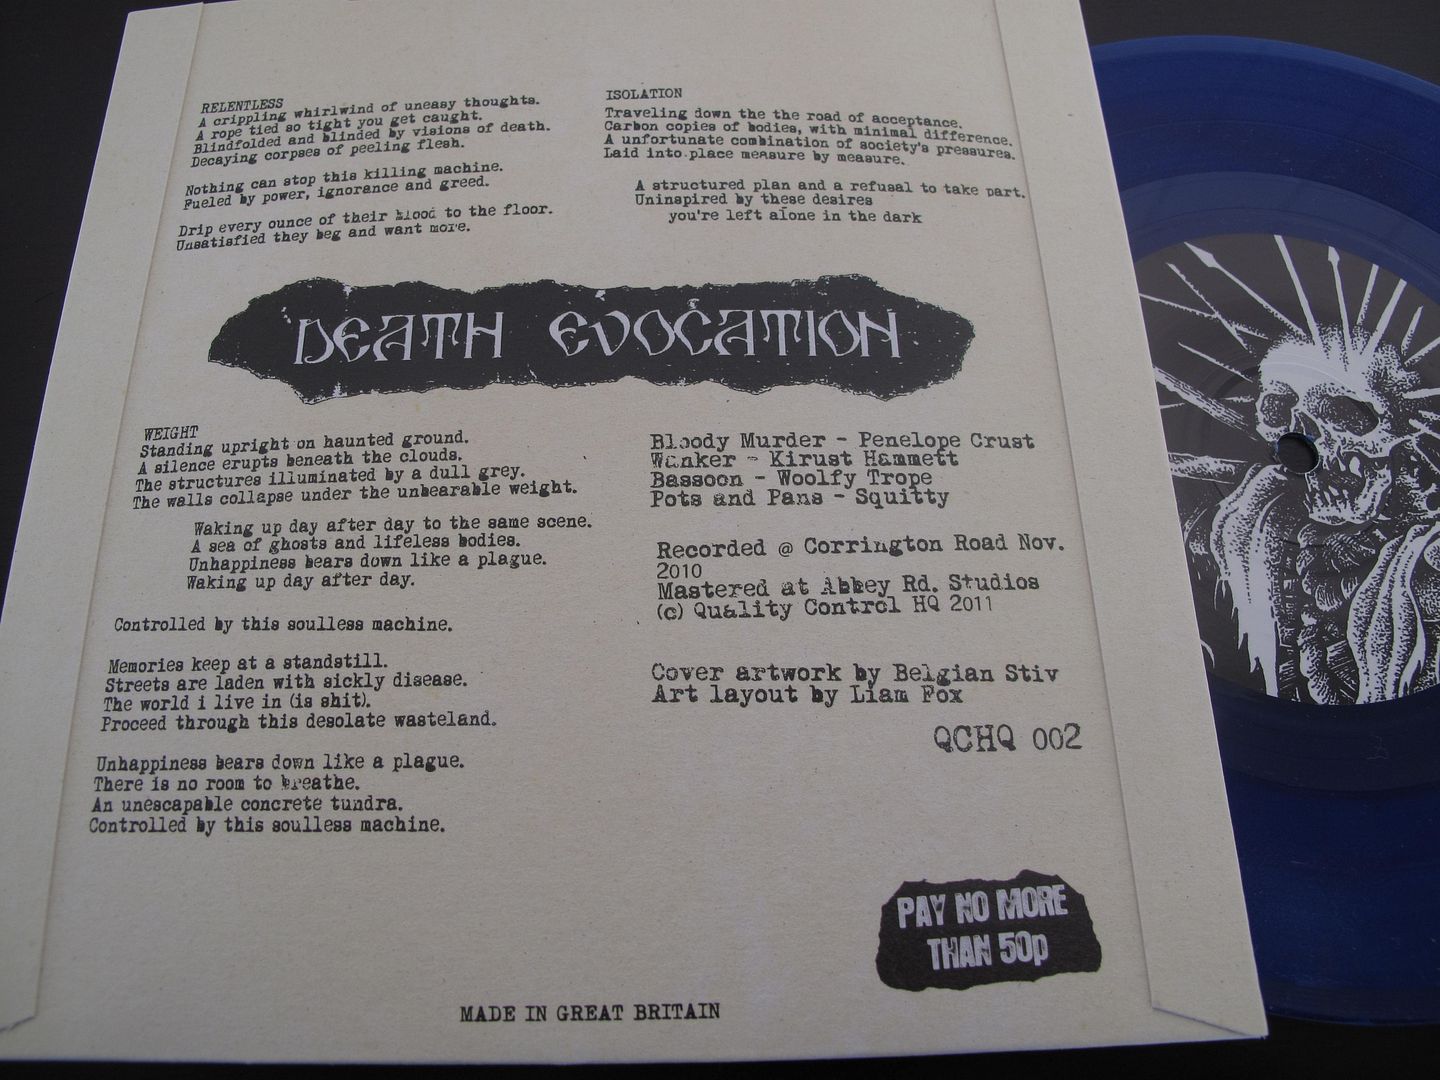 RELENTLESS
A crippling whirlwind of uneasy thoughts.
A rope tied so tight you get caught.
Blindfolded and blinded by visions of death.
Decaying corpses of peeling flesh.
Nothing can stop this killing machine.
Fueled by power, ignorance and greed.
Drip every ounce of their blood to the floor.
Unsatisfied they beg and want more.
ISOLATION
Traveling down the the road of acceptance.
Carbon copies of bodies, with minimal difference.
A unfortunate combination of society's pressures.
Laid into place measure by measure.
A structured plan and a refusal to take part.
Uninspired by these desires
you're left alone in the dark
DEATH EVOCATION
WEIGHT
Standing upright on haunted ground.
A silence erupts beneath the clouds.
The structures illuminated by a dull grey.
The walls collapse under the unbearable weight.
Waking up day after day to the same scene.
A sea of ghosts and lifeless bodies.
Unhappiness bears down like a plague.
Waking up day after day.
Controlled by this soulless machine.
Memories keep at a standstill.
Streets are laden with sickly disease.
The world i live in (is shit).
Proceed through this desolate wasteland.
Unhappiness bears down like a plague.
There is no room to breathe.
An unescapable concrete tundra.
Controlled by this soulless machine.
Bloody Murder - Penelope Crust
Wanker - Kirust Hammett
Bassoon - Woolfy Trope
Pots and Pans - Squitty
Recorded @ Corrington Road Nov.
2010
Mastered at Abbey Rd. Studios
(c) Quality Control HQ 2011
Cover artwork by Belgian Stiv
Art layout by Liam Fox
QCHQ 002
PAY NO MORE
THAN 50p
MADE IN GREAT BRITAIN